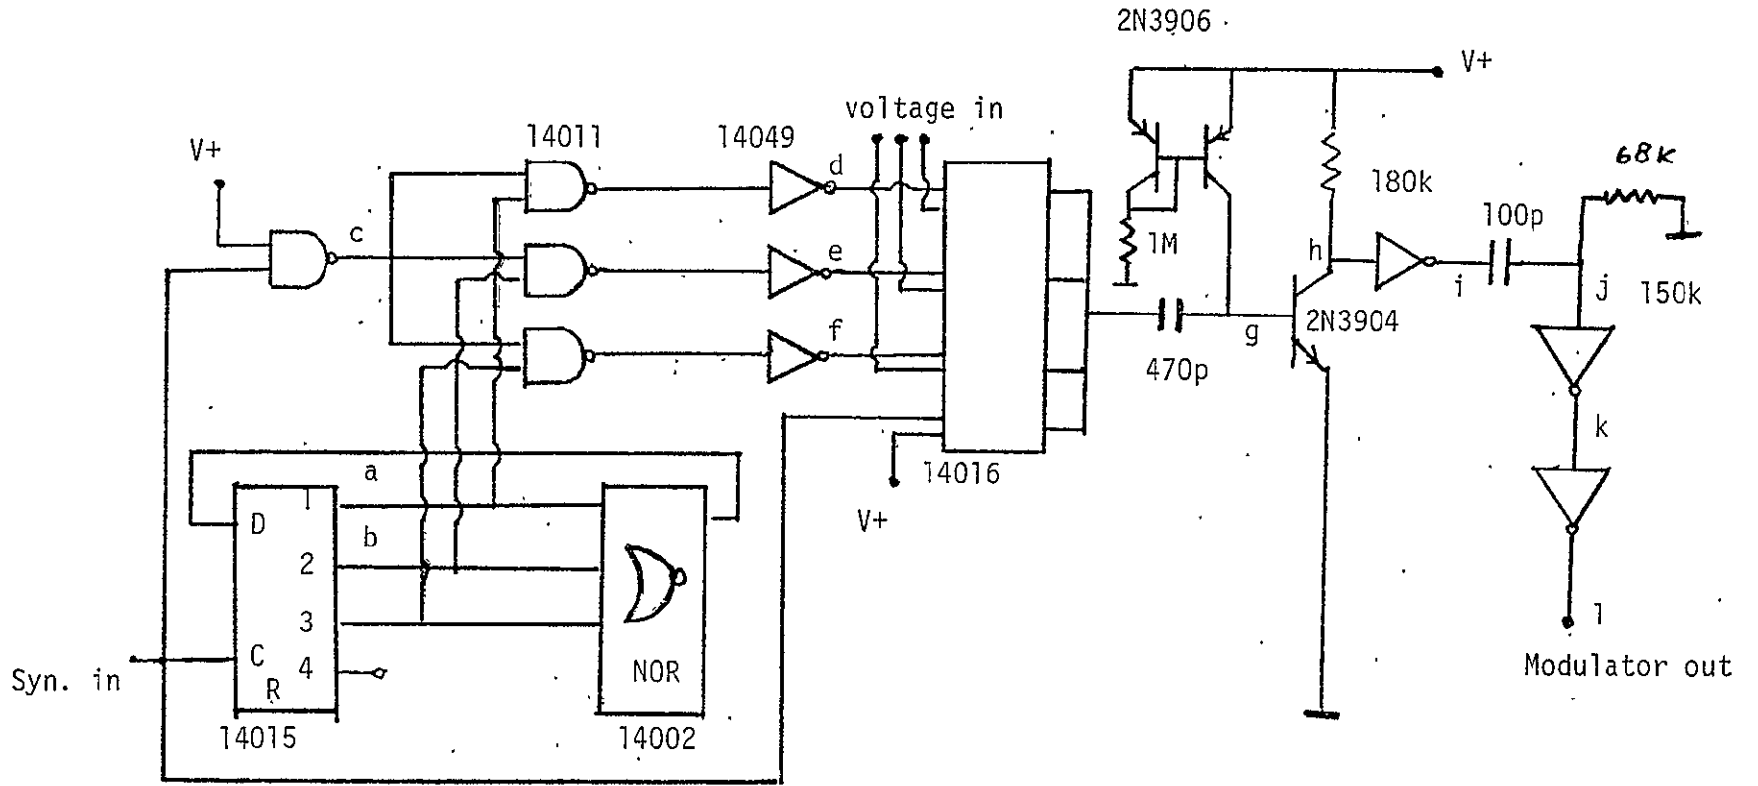 2N3906
V+
voltage in
14011
14049
V+
68K
180k
100p
1M
150k
c
d
e
f
g
h
i
j
k
l
2N3904
470p
14016
V+
a
b
D
1
2
3
4
C
R
NOR
Syn. in
14015
14002
Modulator out